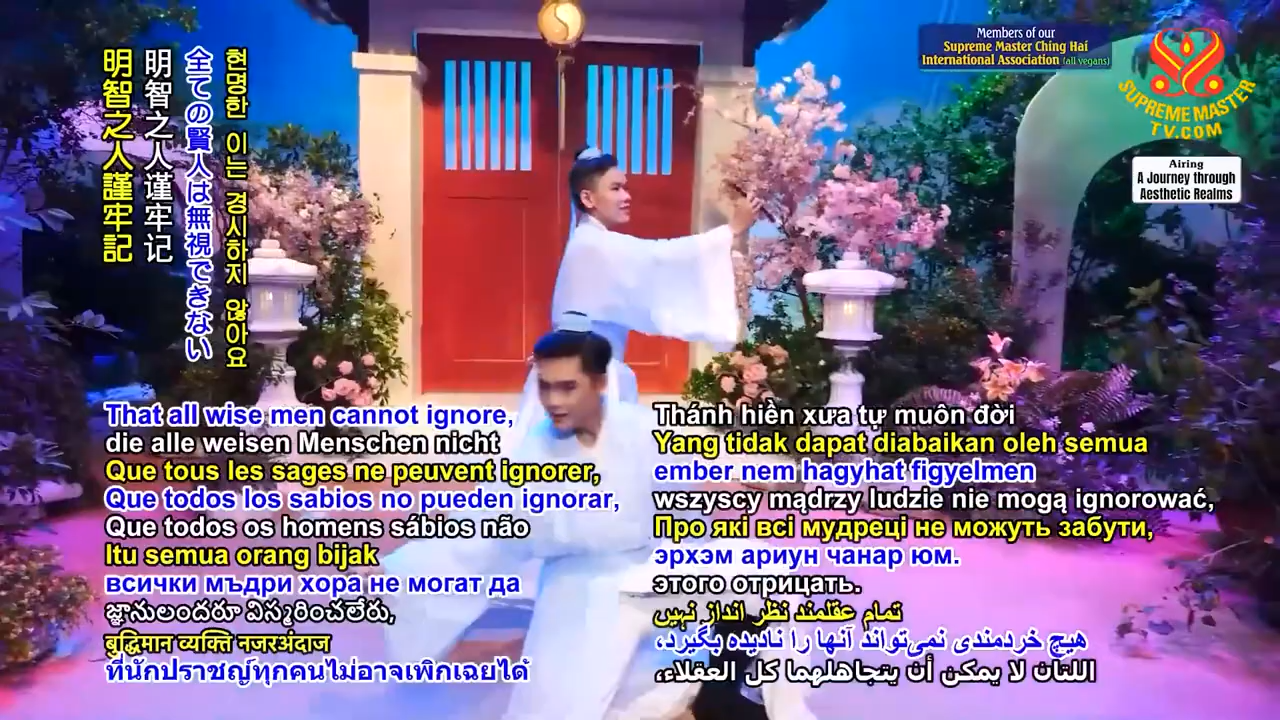 Members of our
Supreme Master Ching Hai
International Association (all vegans)
SUPREME MASTER
TV.COM
Airing
A Journey through
Aesthetic Realms
明智之人謹牢記
明智之人谨牢记
全ての賢人は無視できない
현명한 이는 경시하지 않아요
That all wise men cannot ignore,
die alle weisen Menschen nicht
Que tous les sages ne peuvent ignorer,
Que todos los sabios no pueden ignorar,
Que todos os homens sábios não
Itu semua orang bijak
всички мъдри хора не могат да
జ్ఞానులందరూ విస్మరించలేరు,
बुद्धिमान व्यक्ति नजरअंदाज
ที่นักปราชญ์ทุกคนไม่อาจเพิกเฉยได้
Thánh hiền xưa tự muôn đời
Yang tidak dapat diabaikan oleh semua
ember nem hagyhat figyelmen
wszyscy mądrzy ludzie nie mogą ignorować,
Про які всі мудреці не можуть забути,
эрхэм ариун чанар юм.
этого отрицать.
تمام عقلمند نظر انداز نہیں
هیچ خردمندی نمی‌تواند آنها را نادیده بگیرد،
اللتان لا يمكن أن يتجاهلهما كل العقلاء،